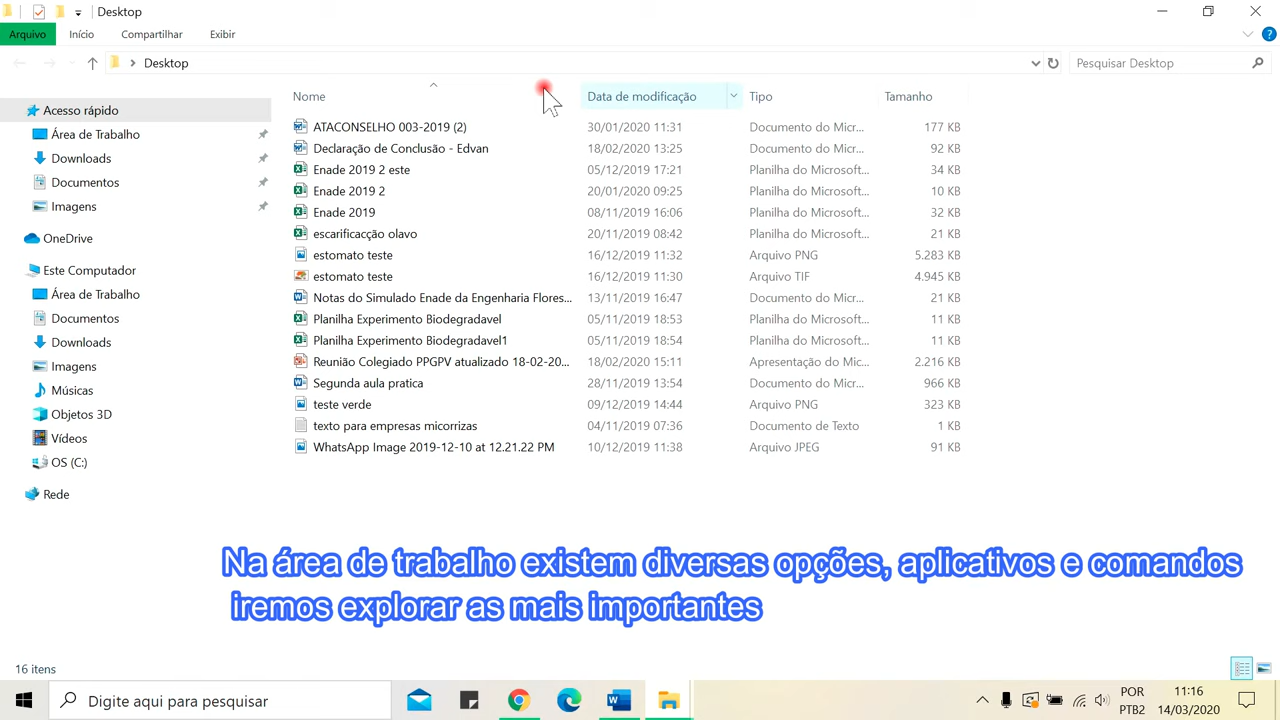 Desktop
Arquivo Início Compartilhar Exibir
Desktop Pesquisar Desktop
Nome Data de modificação Tipo Tamanho
Acesso rápido
Área de Trabalho
Downloads
Documentos
Imagens
OneDrive
Este Computador
Área de Trabalho
Documentos
Downloads
Imagens
Músicas
Objetos 3D
Vídeos
OS (C:)
Rede
ATACONSELHO 003-2019 (2) 30/01/2020 11:31 Documento do Micr... 177 KB
Declaração de Conclusão - Edvan 18/02/2020 13:25 Documento do Micr... 92 KB
Enade 2019 2 este 05/12/2019 17:21 Planilha do Microsoft... 34 KB
Enade 2019 2 20/01/2020 09:25 Planilha do Microsoft... 10 KB
Enade 2019 08/11/2019 16:06 Planilha do Microsoft... 32 KB
escarificacção olavo 20/11/2019 08:42 Planilha do Microsoft... 21 KB
estomato teste 16/12/2019 11:32 Arquivo PNG 5.283 KB
estomato teste 16/12/2019 11:30 Arquivo TIF 4.945 KB
Notas do Simulado Enade da Engenharia Flores... 13/11/2019 16:47 Documento do Micr... 21 KB
Planilha Experimento Biodegradavel 05/11/2019 18:53 Planilha do Microsoft... 11 KB
Planilha Experimento Biodegradavel1 05/11/2019 18:54 Planilha do Microsoft... 11 KB
Reunião Colegiado PPGPV atualizado 18-02-20... 18/02/2020 15:11 Apresentação do Mic... 2.216 KB
Segunda aula pratica 28/11/2019 13:54 Documento do Micr... 966 KB
teste verde 09/12/2019 14:44 Arquivo PNG 323 KB
texto para empresas micorrizas 04/11/2019 07:36 Documento de Texto 1 KB
WhatsApp Image 2019-12-10 at 12.21.22 PM 10/12/2019 11:38 Arquivo JPEG 91 KB
Na área de trabalho existem diversas opções, aplicativos e comandos
iremos explorar as mais importantes
16 itens
Digite aqui para pesquisar
POR 11:16
PTB2 14/03/2020